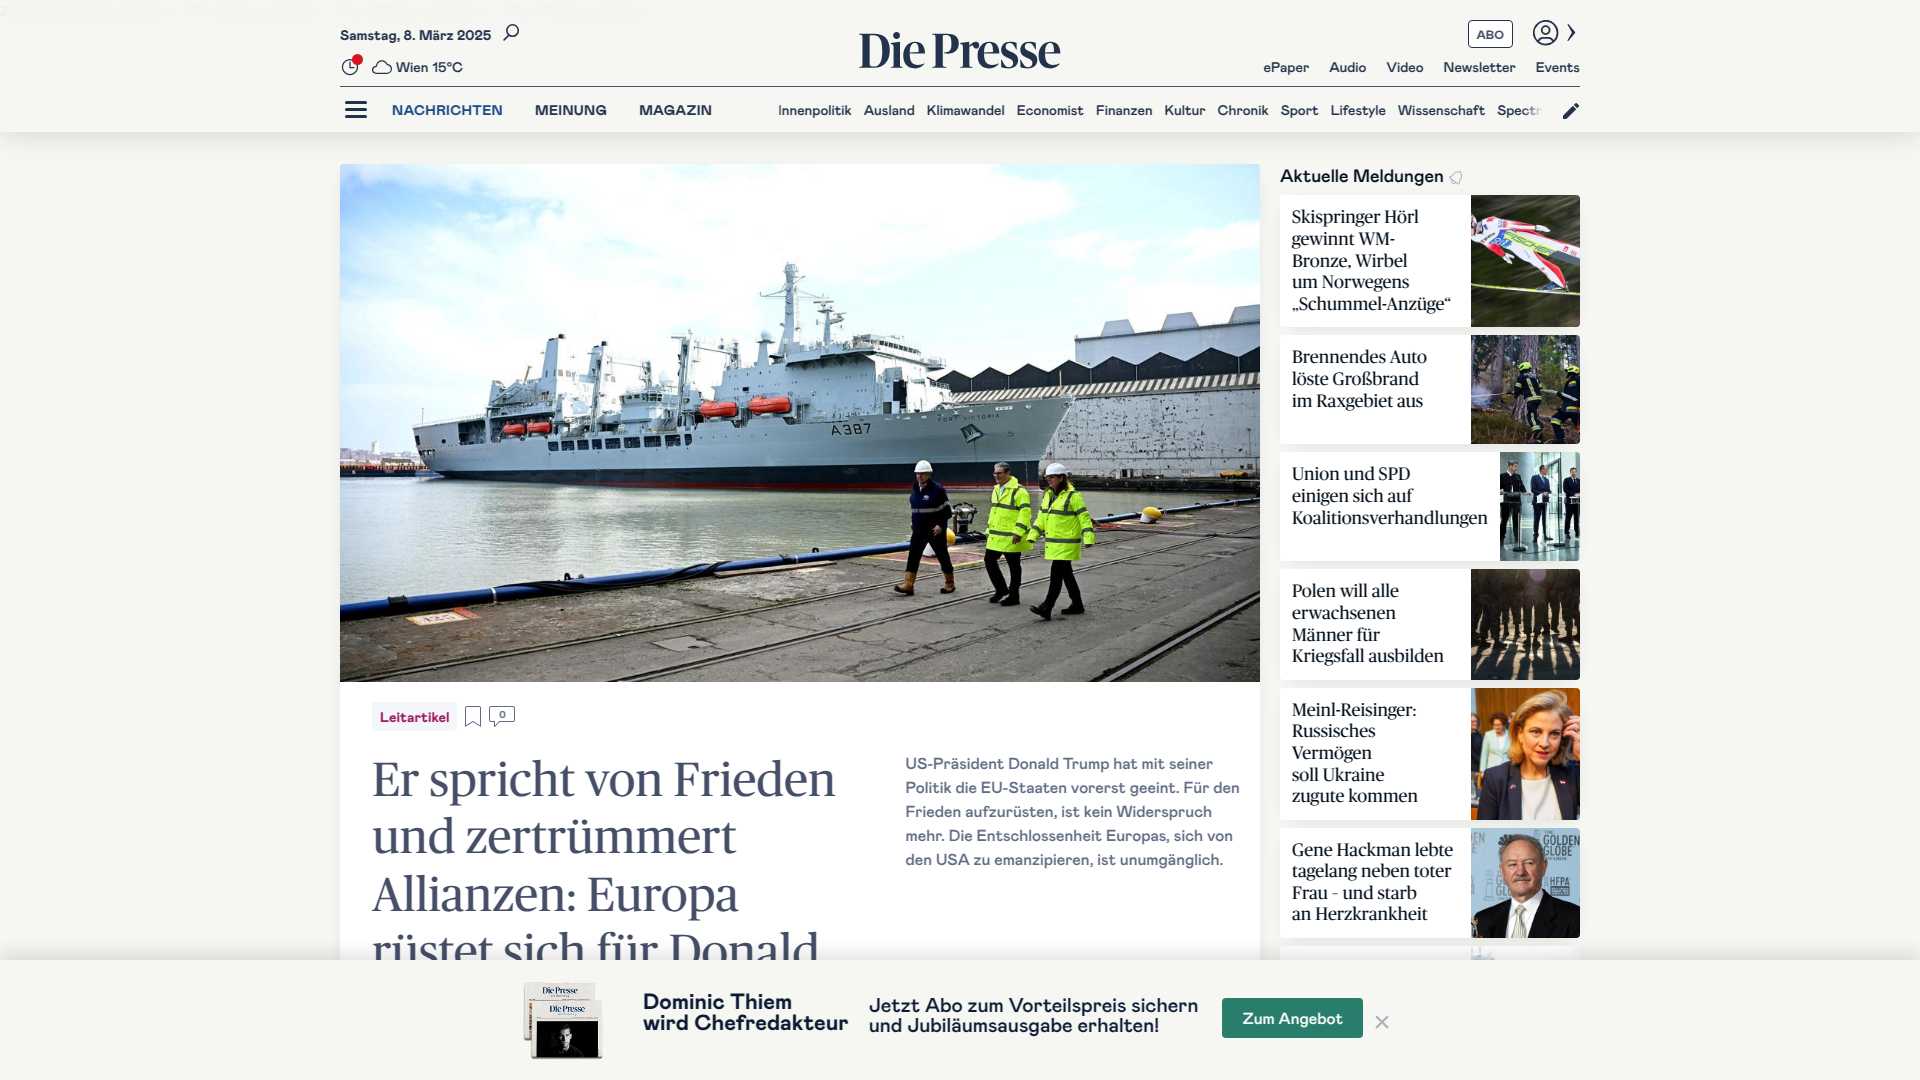 Samstag, 8. März 2025
Wien 15°C
Die Presse
ABO
ePaper Audio Video Newsletter Events
NACHRICHTEN MEINUNG MAGAZIN
Innenpolitik Ausland Klimawandel Economist Finanzen Kultur Chronik Sport Lifestyle Wissenschaft
A387
FORT VICTORIA
Leitartikel
0
Er spricht von Frieden
und zertrümmert
Allianzen: Europa
rüstet sich für Donald
US-Präsident Donald Trump hat mit seiner
Politik die EU-Staaten vorerst geeint. Für den
Frieden aufzurüsten, ist kein Widerspruch
mehr. Die Entschlossenheit Europas, sich von
den USA zu emanzipieren, ist unumgänglich.
Aktuelle Meldungen
Skispringer Hörl
gewinnt WM-
Bronze, Wirbel
um Norwegens
„Schummel-Anzüge“
FISCHER
Brennendes Auto
löste Großbrand
im Raxgebiet aus
Union und SPD
einigen sich auf
Koalitionsverhandlungen
Polen will alle
erwachsenen
Männer für
Kriegsfall ausbilden
Meinl-Reisinger:
Russisches
Vermögen
soll Ukraine
zugute kommen
Gene Hackman lebte
tagelang neben toter
Frau – und starb
an Herzkrankheit
GOLDEN
GLOBE
HFPA
Die Presse
Die Presse
Dominic Thiem
wird Chefredakteur
Jetzt Abo zum Vorteilspreis sichern
und Jubiläumsausgabe erhalten!
Zum Angebot